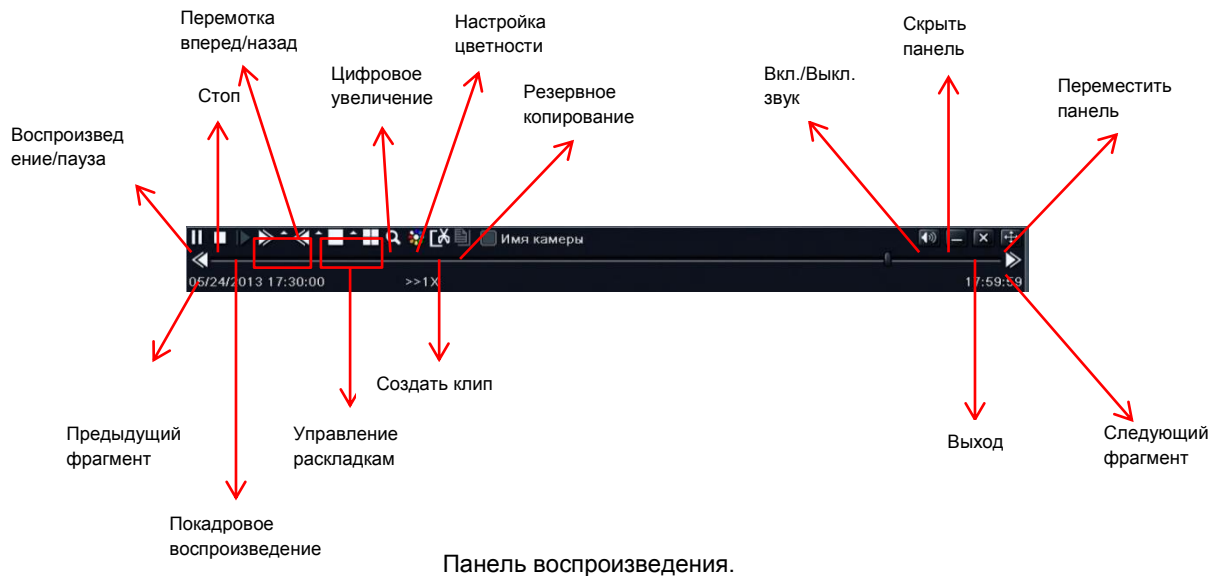 Перемотка
вперед/назад
Настройка
цветности
Скрыть
панель
Стоп
Цифровое
увеличение
Резервное
копирование
Вкл./Выкл.
звук
Переместить
панель
Воспроизвед
ение/пауза
Имя камеры
05/24/2013 17:30:00
>>1X
17:59:59
Создать клип
Предыдущий
фрагмент
Управление
раскладкам
Выход
Следующий
фрагмент
Покадровое
воспроизведение
Панель воспроизведения.